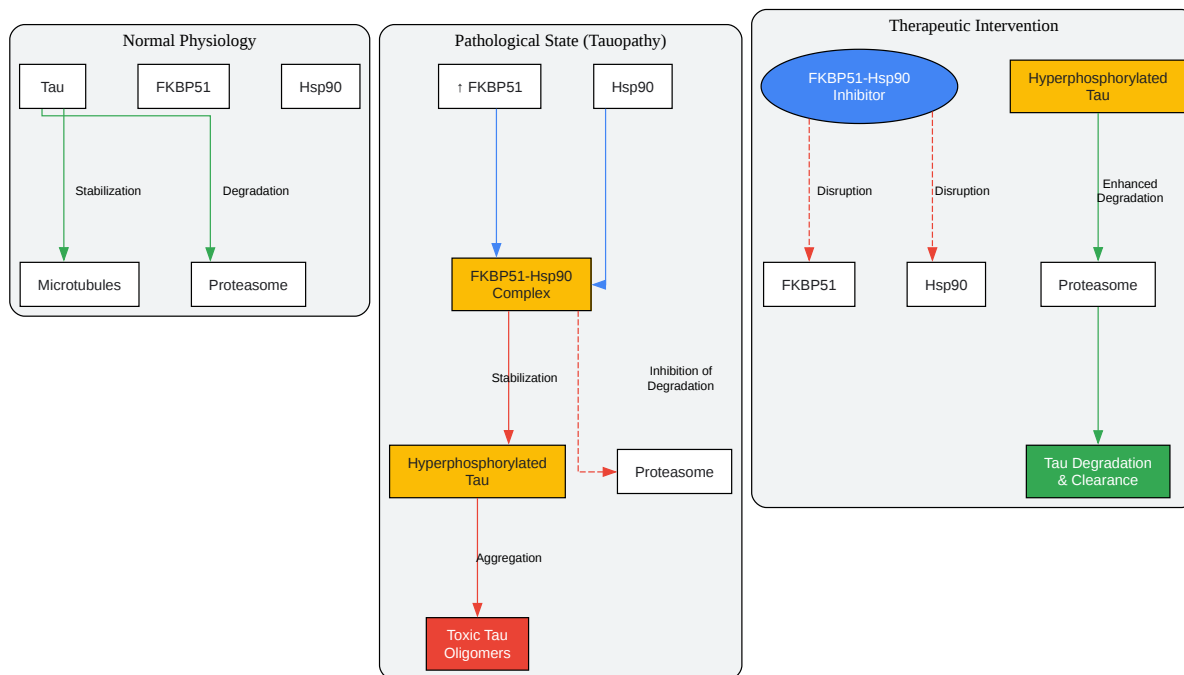 Normal Physiology
Tau
FKBP51
Hsp90
Stabilization
Degradation
Microtubules
Proteasome
Pathological State (Tauopathy)
↑ FKBP51
Hsp90
FKBP51-Hsp90
Complex
Stabilization
Inhibition of
Degradation
Hyperphosphorylated
Tau
Proteasome
Aggregation
Toxic Tau
Oligomers
Therapeutic Intervention
FKBP51-Hsp90
Inhibitor
Hyperphosphorylated
Tau
Disruption
Disruption
Enhanced
Degradation
FKBP51
Hsp90
Proteasome
Tau Degradation
& Clearance